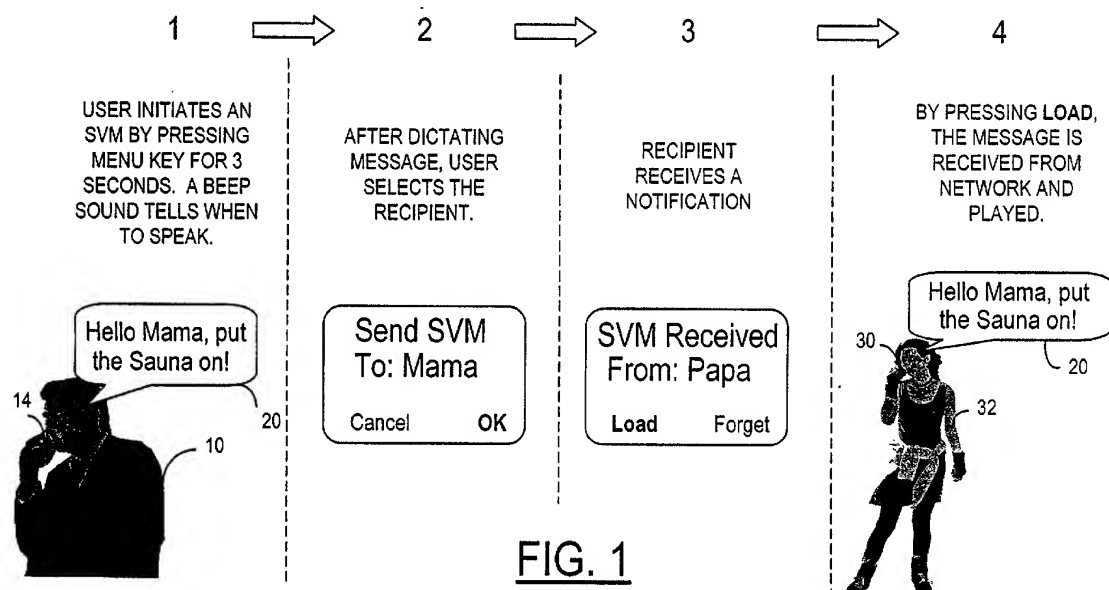 1
2
3
4
USER INITIATES AN
SVM BY PRESSING
MENU KEY FOR 3
SECONDS. A BEEP
SOUND TELLS WHEN
TO SPEAK.
AFTER DICTATING
MESSAGE, USER
SELECTS THE
RECIPIENT.
RECIPIENT
RECEIVES A
NOTIFICATION
BY PRESSING LOAD,
THE MESSAGE IS
RECEIVED FROM
NETWORK AND
PLAYED.
Hello Mama, put
the Sauna on!
14
20
10
Send SVM
To: Mama
Cancel OK
SVM Received
From: Papa
Load Forget
Hello Mama, put
the Sauna on!
30
20
32
FIG. 1